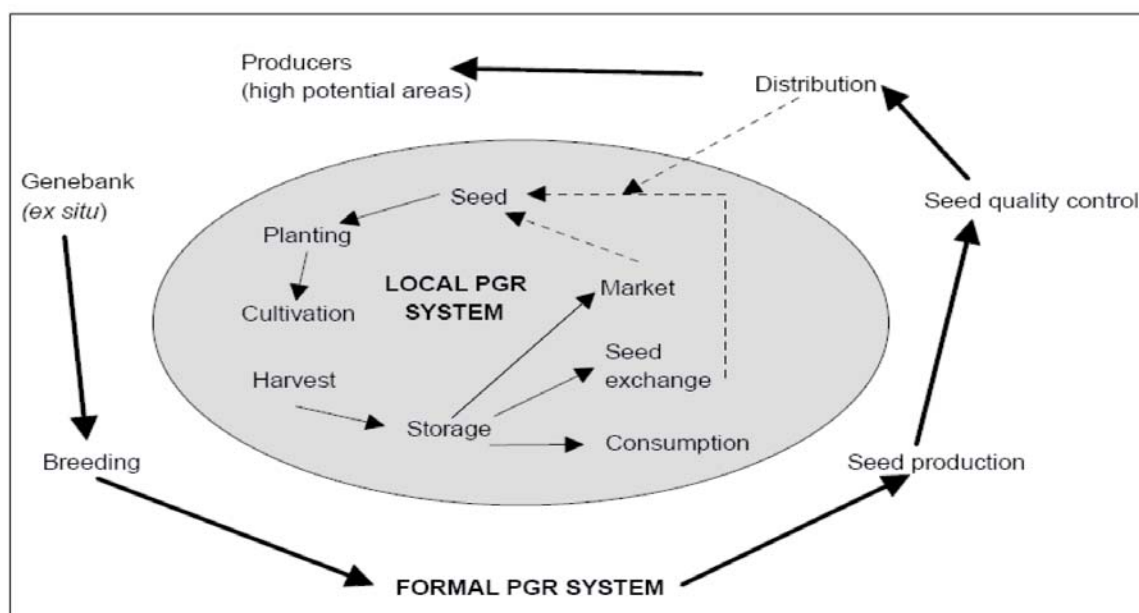 Producers
(high potential areas)
Distribution
Genebank
(ex situ)
Seed
Seed quality control
Planting
LOCAL PGR
SYSTEM
Market
Cultivation
Seed
exchange
Harvest
Storage
Consumption
Breeding
Seed production
FORMAL PGR SYSTEM